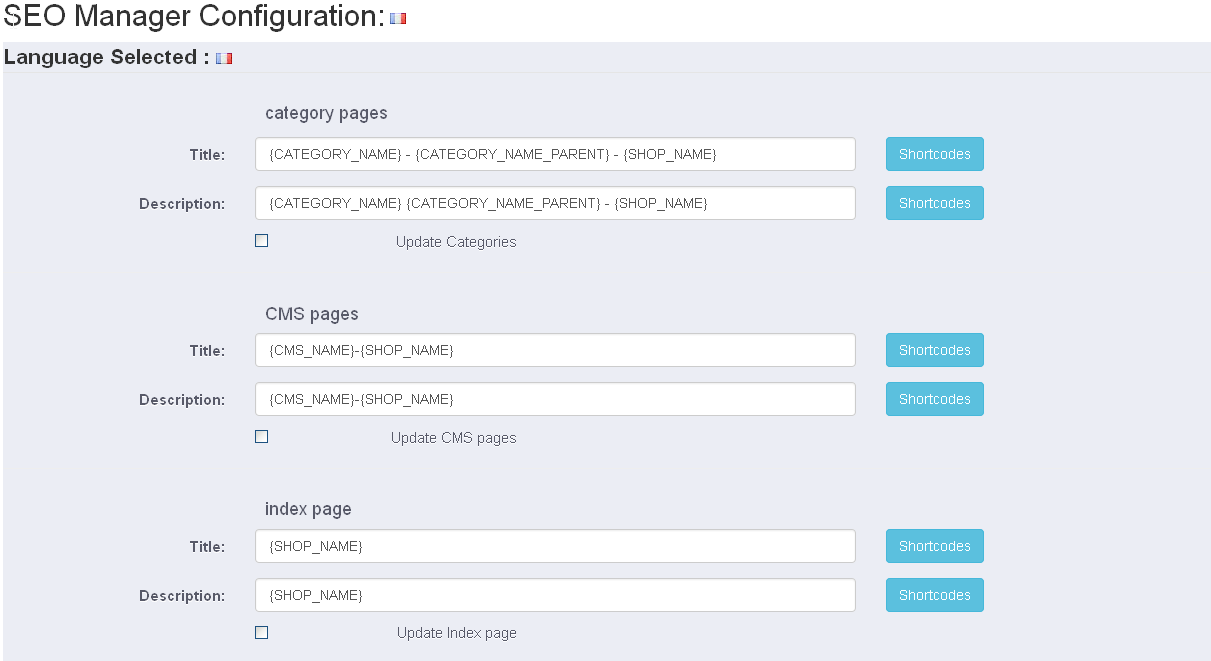 SEO Manager Configuration:
Language Selected :
category pages
Title: {CATEGORY_NAME} - {CATEGORY_NAME_PARENT} - {SHOP_NAME} Shortcodes
Description: {CATEGORY_NAME} {CATEGORY_NAME_PARENT} - {SHOP_NAME} Shortcodes
Update Categories
CMS pages
Title: {CMS_NAME}-{SHOP_NAME} Shortcodes
Description: {CMS_NAME}-{SHOP_NAME} Shortcodes
Update CMS pages
index page
Title: {SHOP_NAME} Shortcodes
Description: {SHOP_NAME} Shortcodes
Update Index page